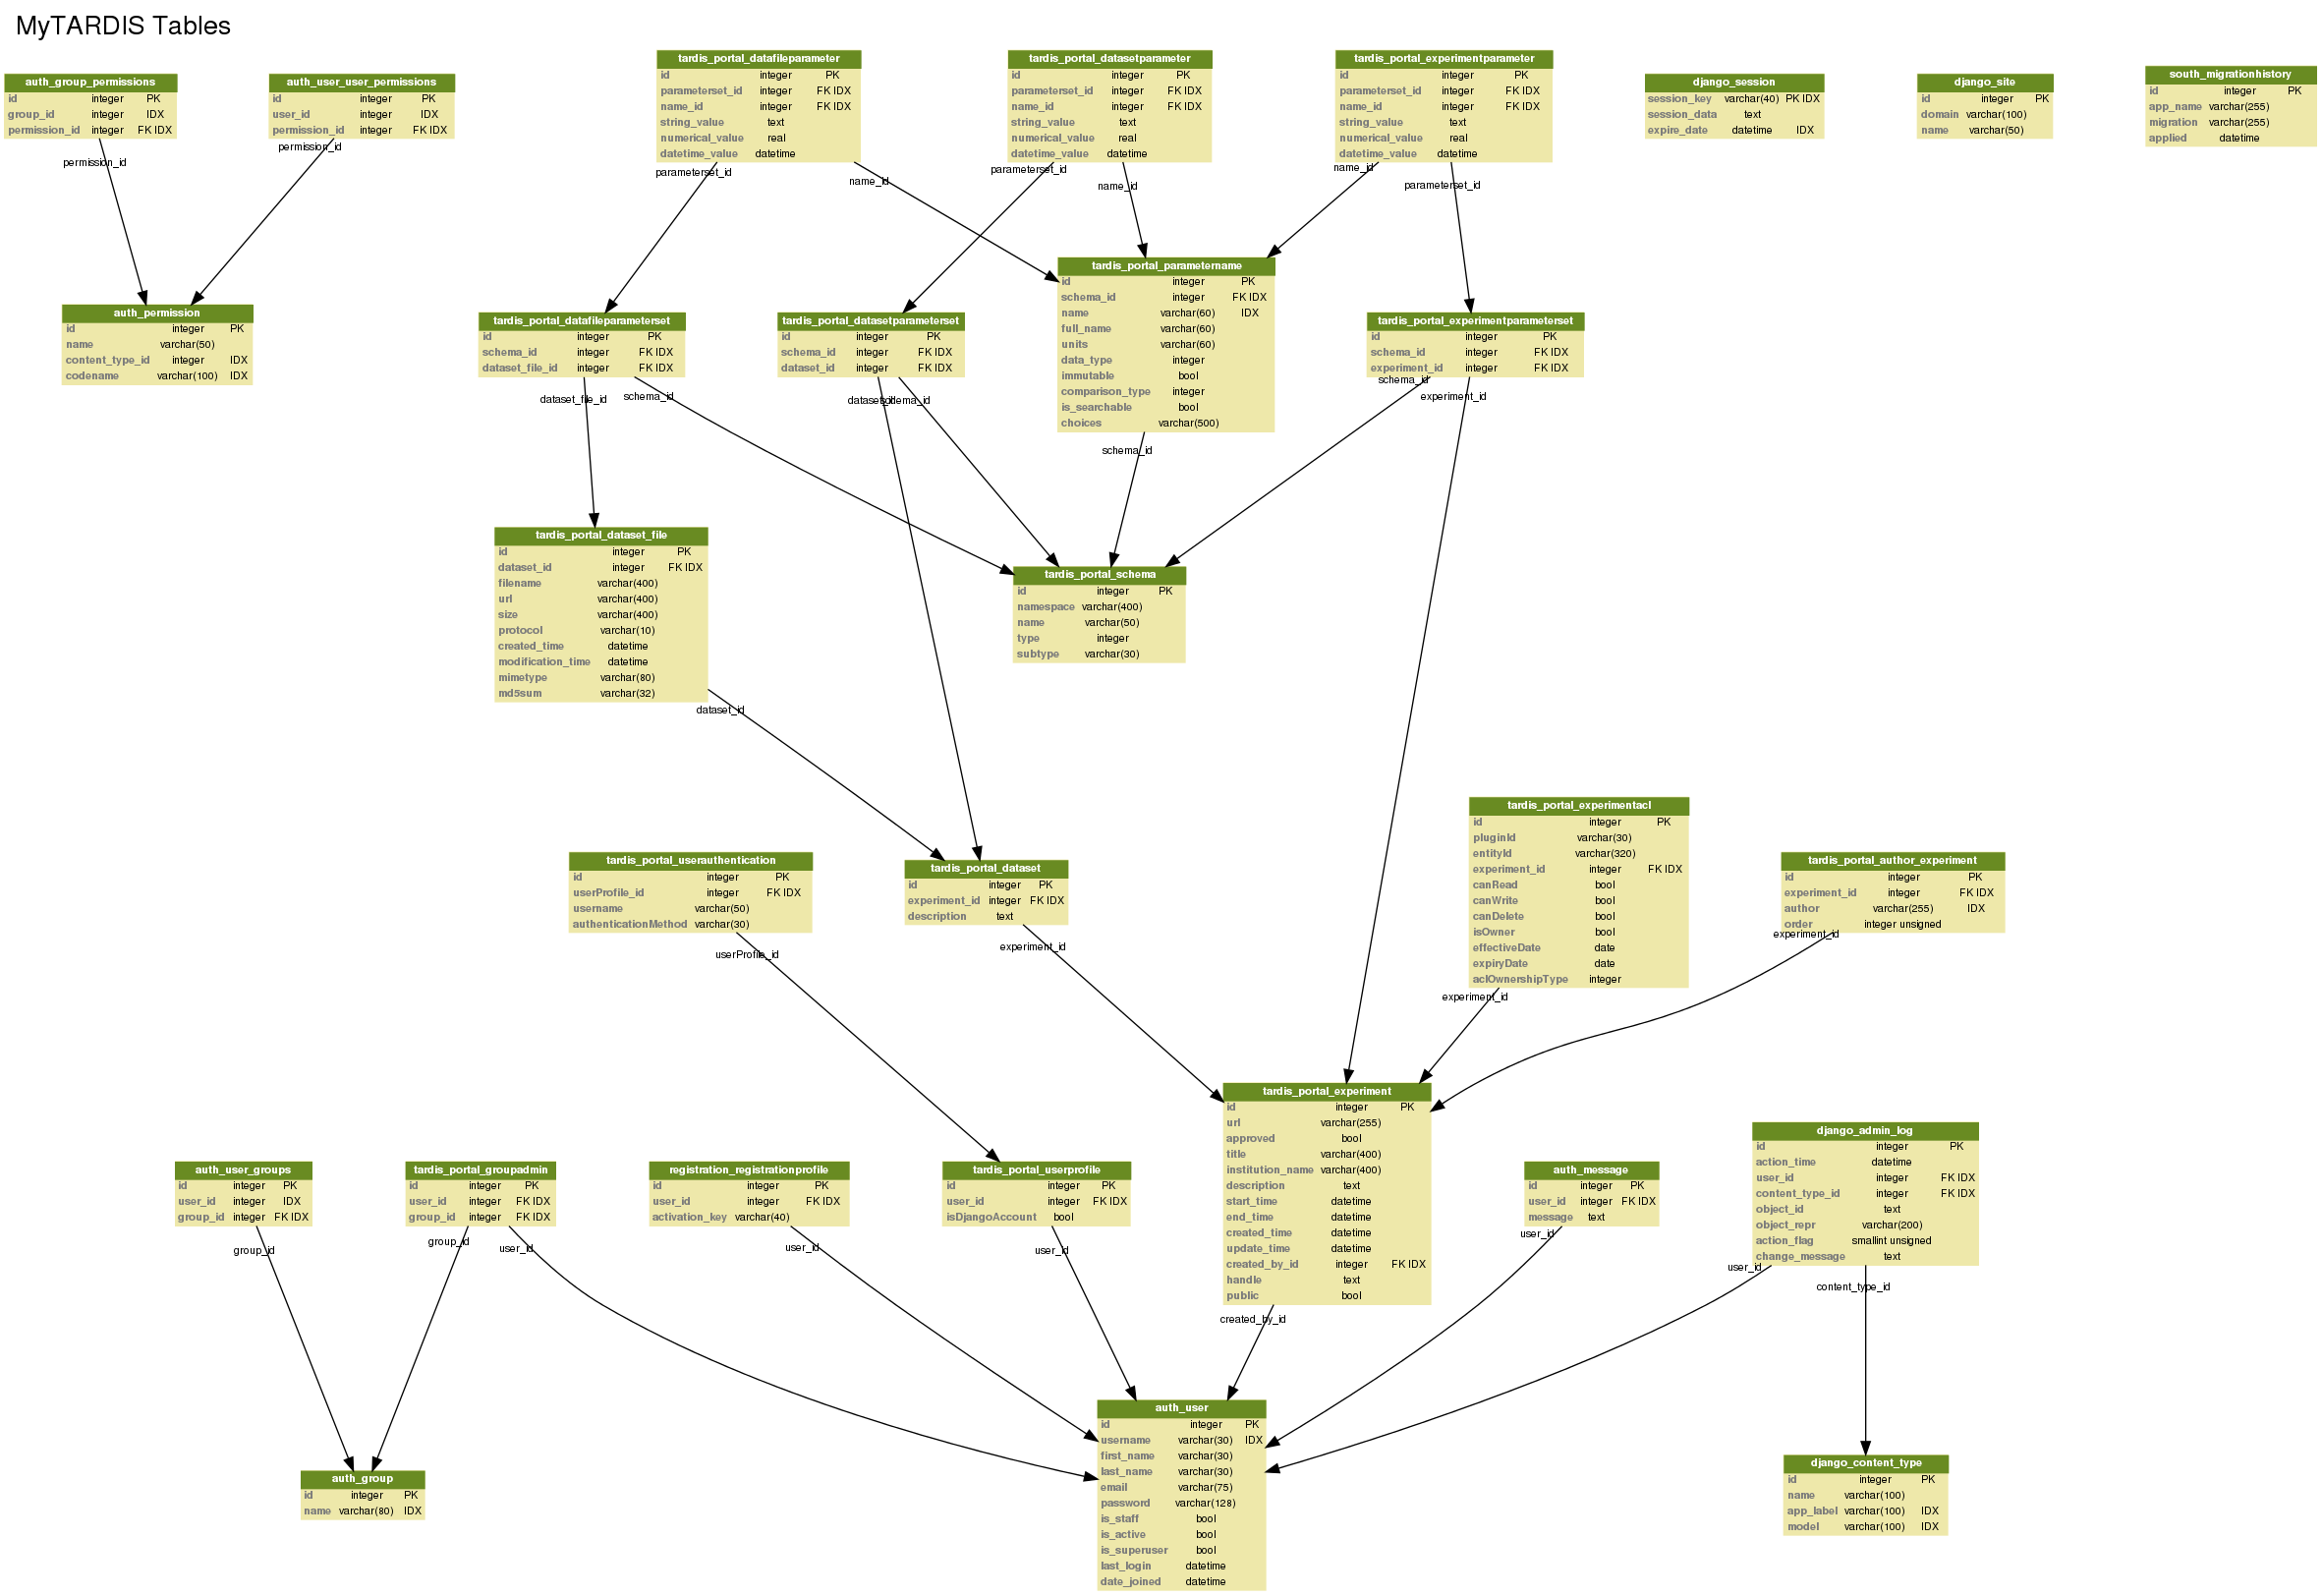 MyTARDIS Tables
auth_group_permissions
id integer PK
group_id integer IDX
permission_id integer FK IDX
permission_id
auth_user_user_permissions
id integer PK
user_id integer IDX
permission_id integer FK IDX
permission_id
tardis_portal_datafileparameter
id integer PK
parameterset_id integer FK IDX
name_id integer FK IDX
string_value text
numerical_value real
datetime_value datetime
parameterset_id
name_id
tardis_portal_datasetparameter
id integer PK
parameterset_id integer FK IDX
name_id integer FK IDX
string_value text
numerical_value real
datetime_value datetime
parameterset_id
name_id
tardis_portal_experimentparameter
id integer PK
parameterset_id integer FK IDX
name_id integer FK IDX
string_value text
numerical_value real
datetime_value datetime
name_id
parameterset_id
django_session
session_key varchar(40) PK IDX
session_data text
expire_date datetime IDX
django_site
id integer PK
domain varchar(100)
name varchar(50)
south_migrationhistory
id integer PK
app_name varchar(255)
migration varchar(255)
applied datetime
auth_permission
id integer PK
name varchar(50)
content_type_id integer IDX
codename varchar(100) IDX
tardis_portal_datafileparameterset
id integer PK
schema_id integer FK IDX
dataset_file_id integer FK IDX
dataset_file_id
schema_id
tardis_portal_datasetparameterset
id integer PK
schema_id integer FK IDX
dataset_id integer FK IDX
dataset_id
schema_id
tardis_portal_parametername
id integer PK
schema_id integer FK IDX
name varchar(60) IDX
full_name varchar(60)
units varchar(60)
data_type integer
immutable bool
comparison_type integer
is_searchable bool
choices varchar(500)
schema_id
tardis_portal_experimentparameterset
id integer PK
schema_id integer FK IDX
experiment_id integer FK IDX
schema_id
experiment_id
tardis_portal_dataset_file
id integer PK
dataset_id integer FK IDX
filename varchar(400)
url varchar(400)
size varchar(400)
protocol varchar(10)
created_time datetime
modification_time datetime
mimetype varchar(80)
md5sum varchar(32)
dataset_id
tardis_portal_schema
id integer PK
namespace varchar(400)
name varchar(50)
type integer
subtype varchar(30)
tardis_portal_userauthentication
id integer PK
userProfile_id integer FK IDX
username varchar(50)
authenticationMethod varchar(30)
userProfile_id
tardis_portal_dataset
id integer PK
experiment_id integer FK IDX
description text
experiment_id
tardis_portal_experimentacl
id integer PK
pluginId varchar(30)
entityId varchar(320)
experiment_id integer FK IDX
canRead bool
canWrite bool
canDelete bool
isOwner bool
effectiveDate date
expiryDate date
aclOwnershipType integer
experiment_id
tardis_portal_author_experiment
id integer PK
experiment_id integer FK IDX
author varchar(255) IDX
order integer unsigned
experiment_id
auth_user_groups
id integer PK
user_id integer IDX
group_id integer FK IDX
group_id
tardis_portal_groupadmin
id integer PK
user_id integer FK IDX
group_id integer FK IDX
group_id
user_id
registration_registrationprofile
id integer PK
user_id integer FK IDX
activation_key varchar(40)
user_id
tardis_portal_userprofile
id integer PK
user_id integer FK IDX
isDjangoAccount bool
user_id
tardis_portal_experiment
id integer PK
url varchar(255)
approved bool
title varchar(400)
institution_name varchar(400)
description text
start_time datetime
end_time datetime
created_time datetime
update_time datetime
created_by_id integer FK IDX
handle text
public bool
created_by_id
auth_message
id integer PK
user_id integer FK IDX
message text
user_id
django_admin_log
id integer PK
action_time datetime
user_id integer FK IDX
content_type_id integer FK IDX
object_id text
object_repr varchar(200)
action_flag smallint unsigned
change_message text
user_id
content_type_id
auth_group
id integer PK
name varchar(80) IDX
auth_user
id integer PK
username varchar(30) IDX
first_name varchar(30)
last_name varchar(30)
email varchar(75)
password varchar(128)
is_staff bool
is_active bool
is_superuser bool
last_login datetime
date_joined datetime
django_content_type
id integer PK
name varchar(100)
app_label varchar(100) IDX
model varchar(100) IDX